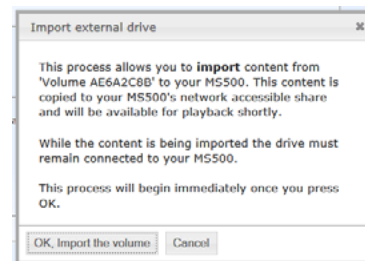 Import external drive
This process allows you to import content from
'Volume AE6A2C8B' to your MS500. This content is
copied to your MS500's network accessible share
and will be available for playback shortly.
While the content is being imported the drive must
remain connected to your MS500.
This process will begin immediately once you press
OK.
OK, Import the volume Cancel